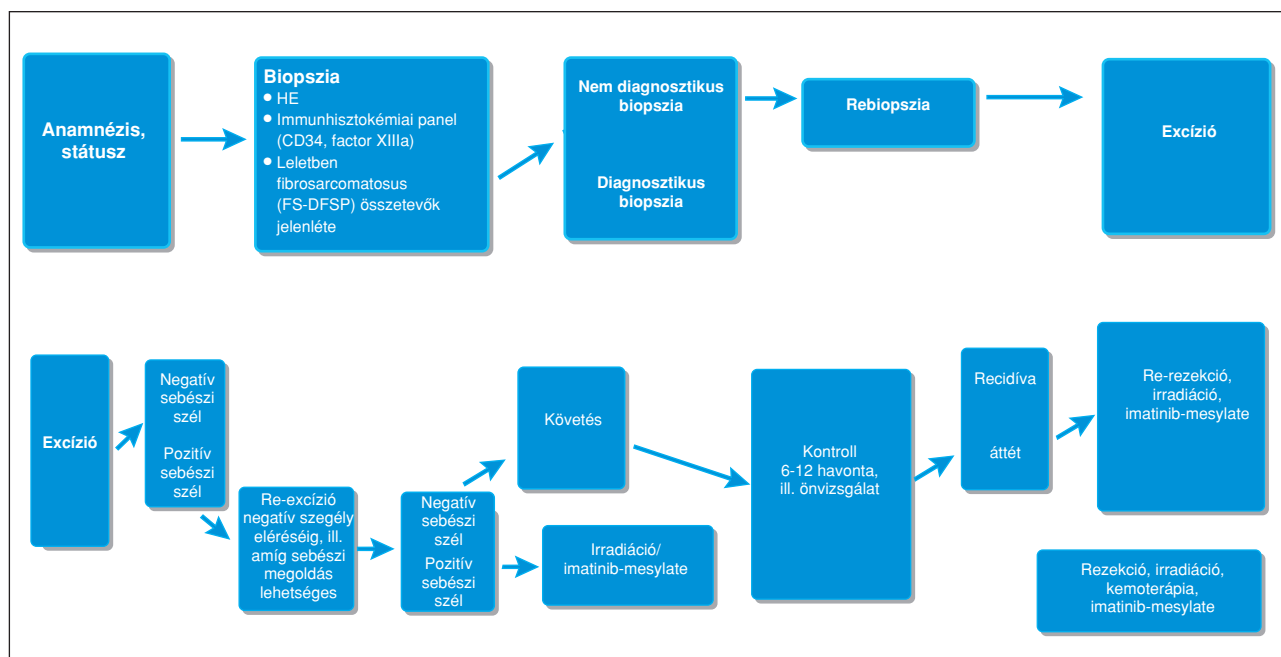 Anamnézis,
státusz
Biopszia
● HE
● Immunhisztokémiai panel
(CD34, factor XIIIa)
● Leletben
fibrosarcomatosus
(FS-DFSP) összetevők
jelenléte
Nem diagnosztikus
biopszia
Diagnosztikus
biopszia
Rebiopszia
Excízió
Excízió
Negatív
sebészi
szél
Pozitív
sebészi
szél
Re-excízió
negatív szegély
eléréséig, ill.
amíg sebészi
megoldás
lehetséges
Negatív
sebészi
szél
Pozitív
sebészi
szél
Követés
Irradiáció/
imatinib-mesylate
Kontroll
6-12 havonta,
ill. önvizsgálat
Recidíva
áttét
Re-rezekció,
irradiáció,
imatinib-mesylate
Rezekció, irradiáció,
kemoterápia,
imatinib-mesylate